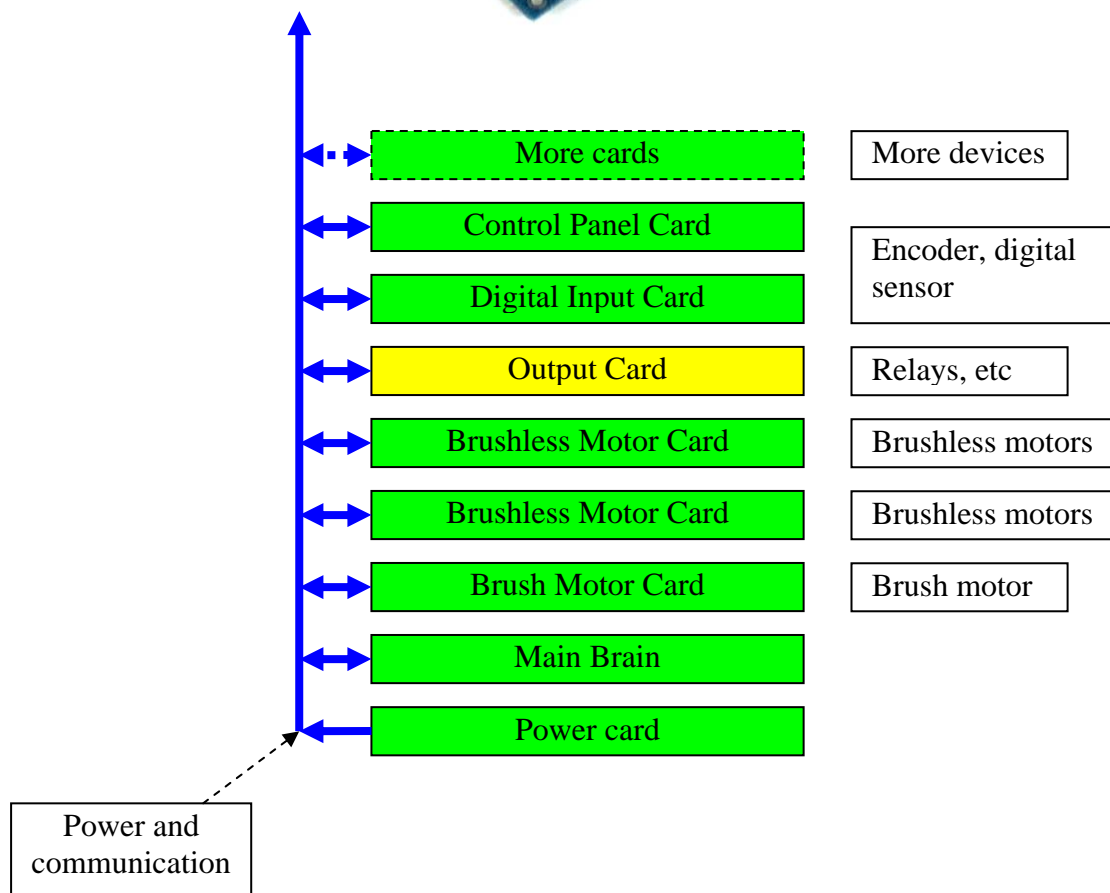 More cards
More devices
Control Panel Card
Encoder, digital
sensor
Digital Input Card
Output Card
Relays, etc
Brushless Motor Card
Brushless motors
Brushless Motor Card
Brushless motors
Brush Motor Card
Brush motor
Main Brain
Power card
Power and
communication